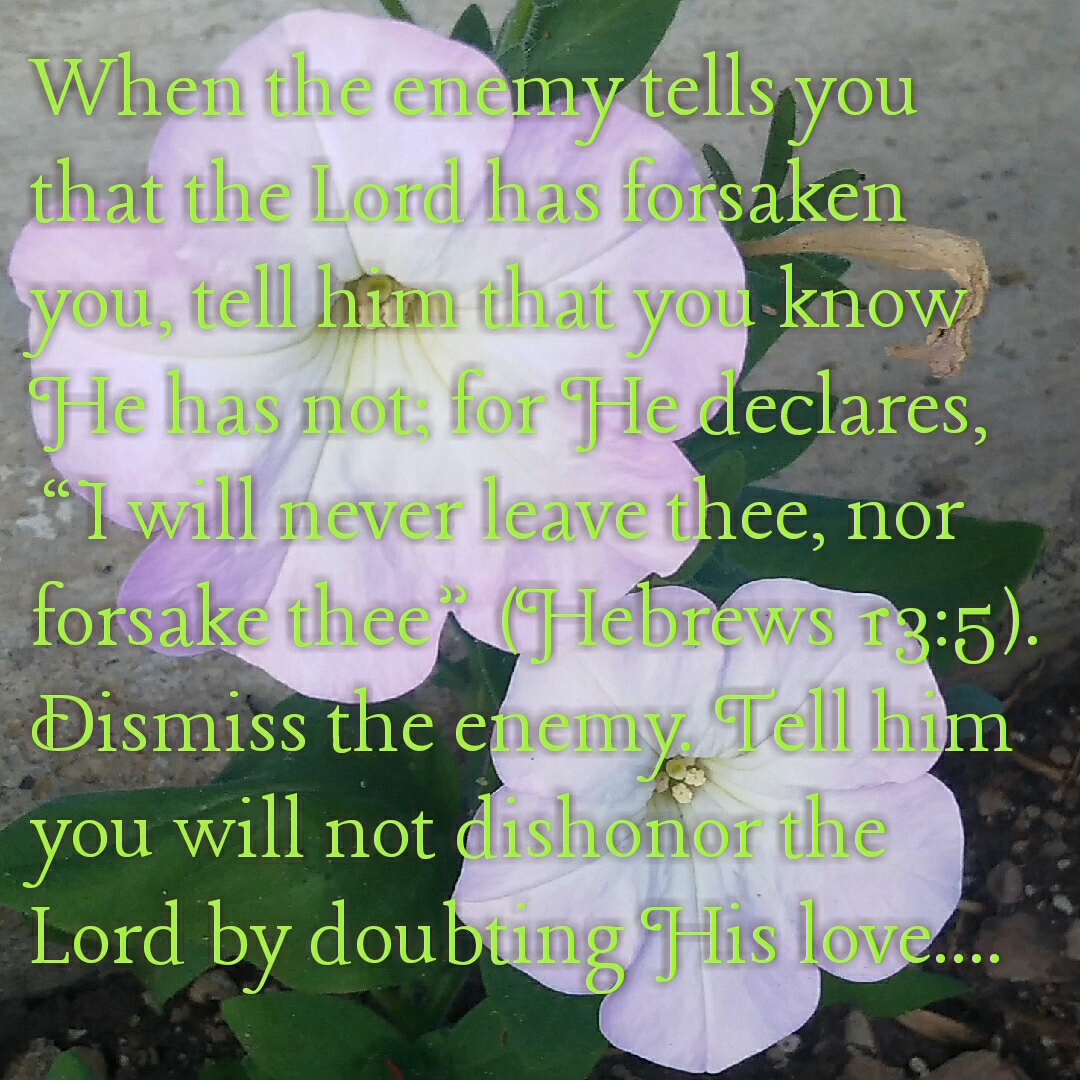 When the enemy tells you
that the Lord has forsaken
you, tell him that you know
He has not; for He declares,
“I will never leave thee, nor
forsake thee” (Hebrews 13:5).
Dismiss the enemy. Tell him
you will not dishonor the
Lord by doubting His love....